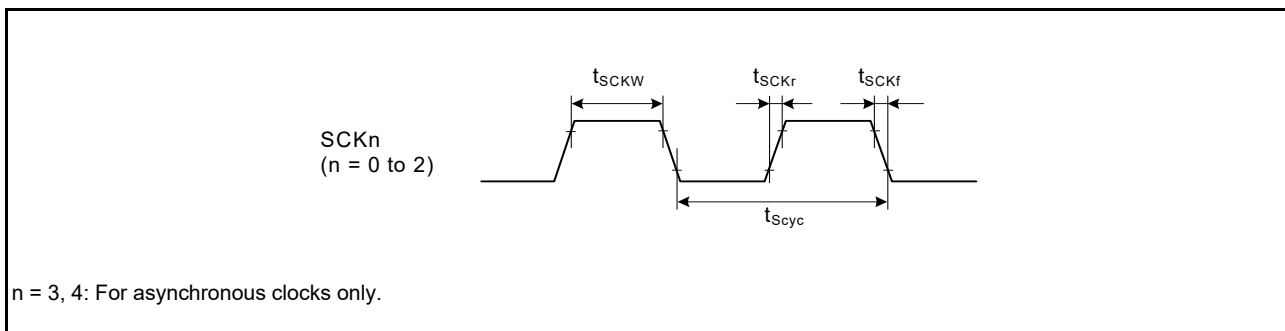 tSCKW tSCKr tSCKf
SCKn
(n = 0 to 2)
tScyc
n = 3, 4: For asynchronous clocks only.